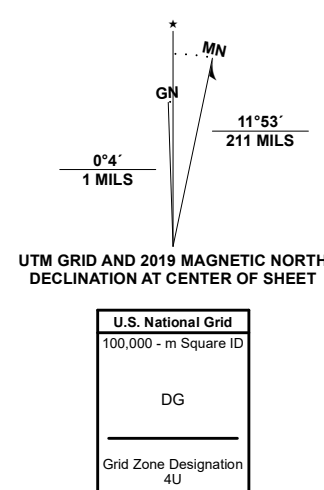 ★
MN
GN
11°53´
211 MILS
0°4´
1 MILS
UTM GRID AND 2019 MAGNETIC NORTH
DECLINATION AT CENTER OF SHEET
U.S. National Grid
100,000 - m Square ID
DG
Grid Zone Designation
4U